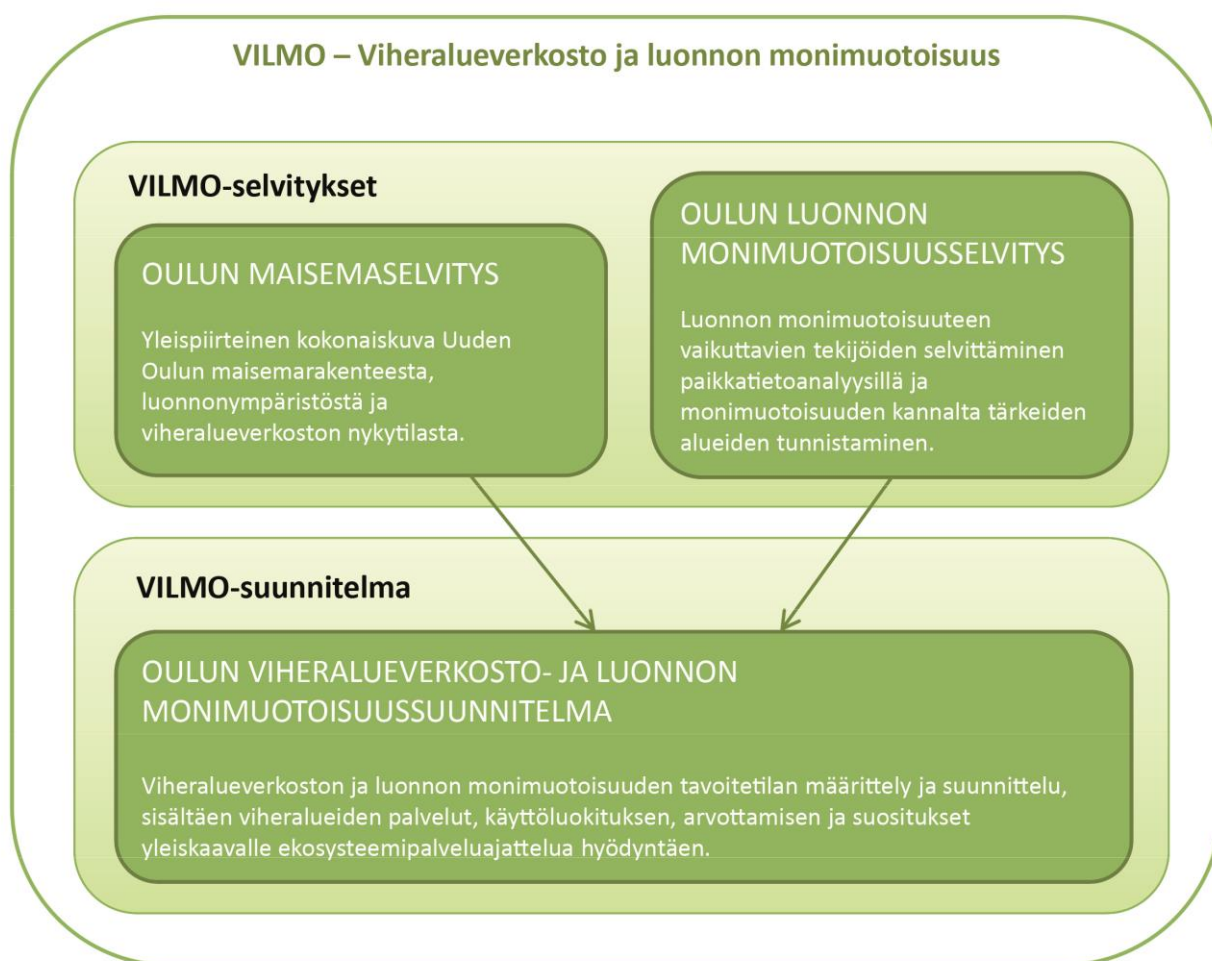 VILMO – Viheralueverkosto ja luonnon monimuotoisuus
VILMO-selvitykset
OULUN MAISEMASELVITYS
Yleispiirteinen kokonaiskuva Uuden
Oulun maisemarakenteesta,
luonnonympäristöstä ja
viheralueverkoston nykytilasta.
OULUN LUONNON
MONIMUOTOISUUSSELVITYS
Luonnon monimuotoisuuteen
vaikuttavien tekijöiden selvittäminen
paikkatietoanalyysillä ja
monimuotoisuuden kannalta tärkeiden
alueiden tunnistaminen.
VILMO-suunnitelma
OULUN VIHERALUEVERKOSTO- JA LUONNON
MONIMUOTOISUUSSUUNNITELMA
Viheralueverkoston ja luonnon monimuotoisuuden tavoitetilan määrittely ja suunnittelu,
sisältäen viheralueiden palvelut, käyttöluokituksen, arvottamisen ja suositukset
yleiskaavalle ekosysteemipalveluajattelua hyödyntäen.